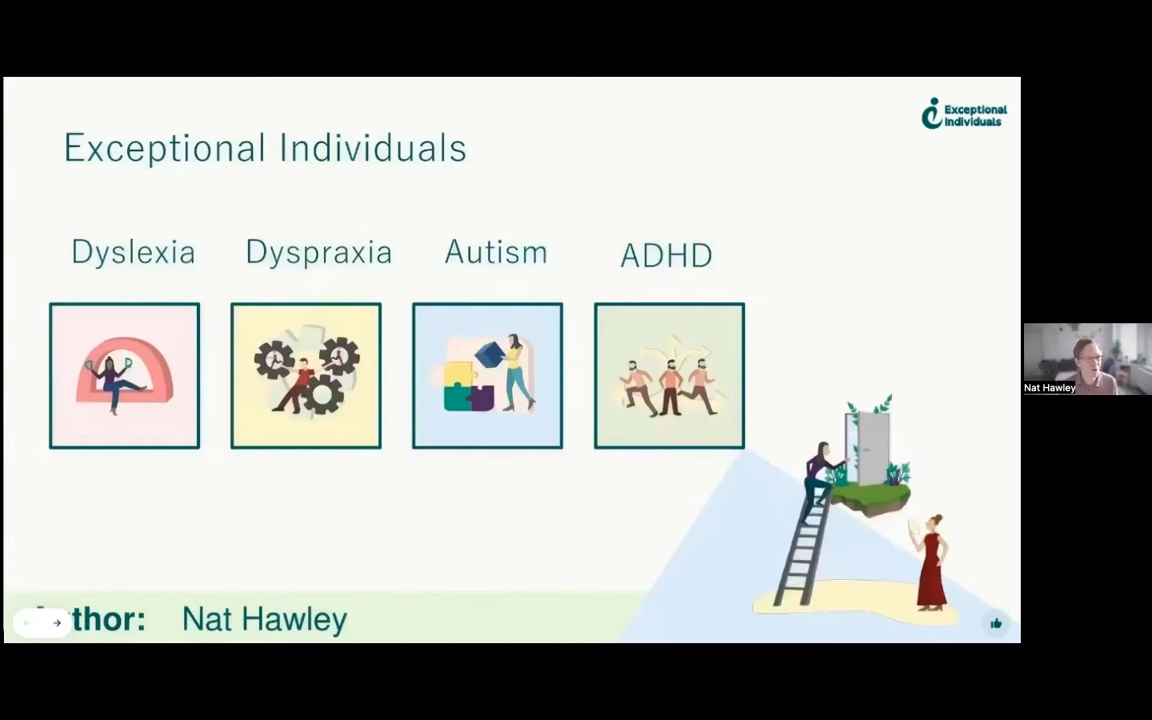 Exceptional
Individuals
Exceptional Individuals
Dyslexia
Dyspraxia
Autism
ADHD
Nat Hawley
thor: Nat Hawley